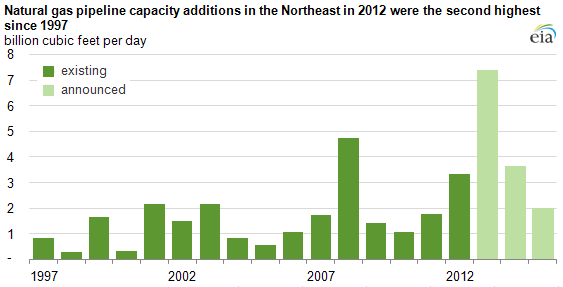 Natural gas pipeline capacity additions in the Northeast in 2012 were the second highest
since 1997
billion cubic feet per day
eia
8
existing
7
announced
6
5
4
3
2
1
-
1997 2002 2007 2012